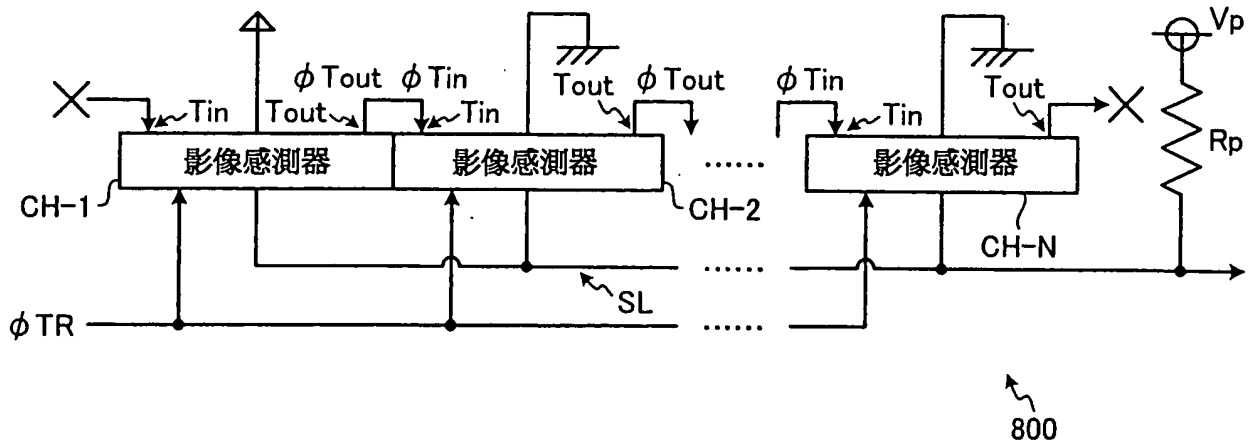 Vp
φTout φTin
Tout φTout
φTin
Tout
Tin Tout Tin
Tin
Rp
影像感測器 影像感測器 影像感測器
CH-1
CH-2
CH-N
......
......
SL
φTR
......
800